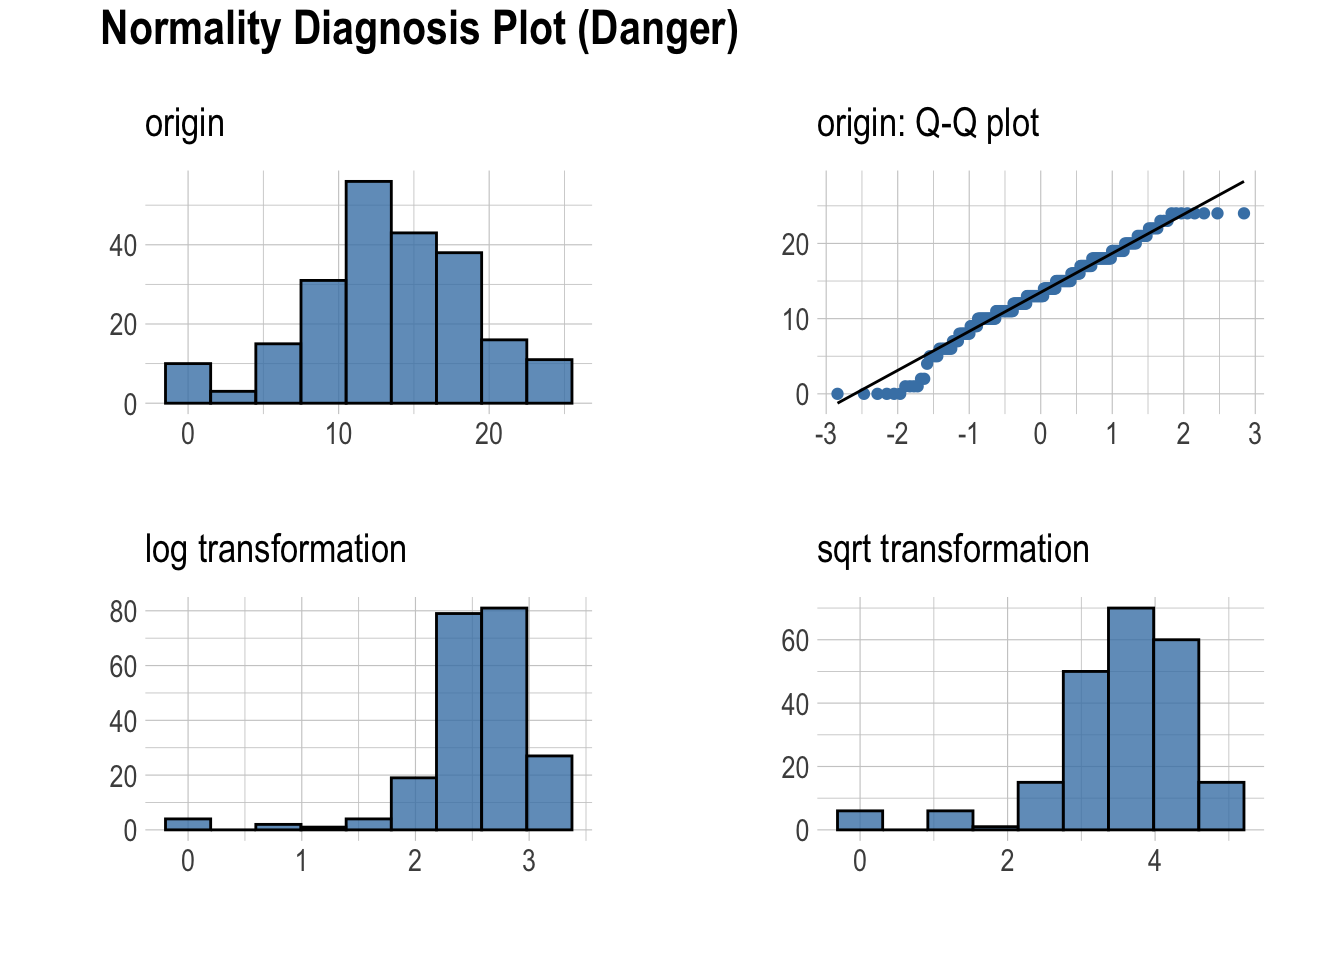 Normality Diagnosis Plot (Danger)
origin
40
20
0
0 10 20
origin: Q-Q plot
20
10
0
-3 -2 -1 0 1 2 3
log transformation
80
60
40
20
0
0 1 2 3
sqrt transformation
60
40
20
0
0 2 4